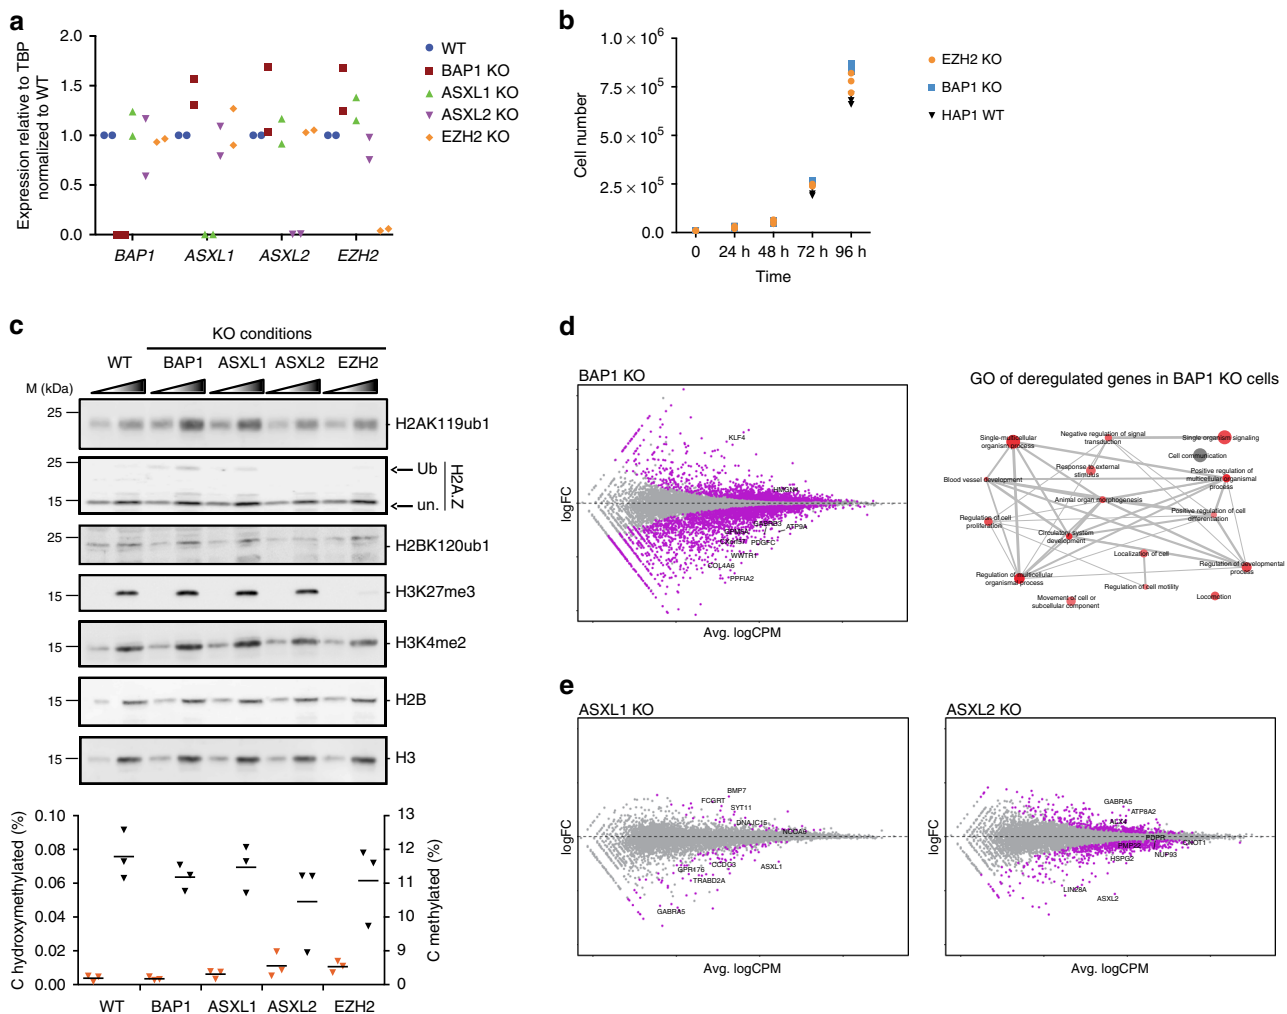 a
Expression relative to TBP
normalized to WT
2.0
1.5
1.0
0.5
0.0
BAP1
ASXL1
ASXL2
EZH2
WT
BAP1 KO
ASXL1 KO
ASXL2 KO
EZH2 KO
b
Cell number
1.0 × 10⁶
7.5 × 10⁵
5.0 × 10⁵
2.5 × 10⁵
0.0
0 24 h 48 h 72 h 96 h
Time
EZH2 KO
BAP1 KO
HAP1 WT
c
KO conditions
WT BAP1 ASXL1 ASXL2 EZH2
M (kDa)
25
H2AK119ub1
25
15
Ub
un.
H2A.Z
25
H2BK120ub1
15
H3K27me3
15
H3K4me2
15
H2B
15
H3
C hydroxymethylated (%)
0.10
0.08
0.06
0.04
0.02
0.00
13
12
11
10
9
0
C methylated (%)
WT BAP1 ASXL1 ASXL2 EZH2
d
BAP1 KO
logFC
KLF4
ATP9A
PDGFC
WWTR1
COL4A6
PPFIA2
Avg. logCPM
GO of deregulated genes in BAP1 KO cells
Single-multicellular
organism process
Negative regulation of signal
transduction
Single organism signaling
Cell communication
Response to external
stimulus
Positive regulation of
multicellular organismal
process
Blood vessel development
Animal organ morphogenesis
Regulation of cell
proliferation
Positive regulation of cell
differentiation
Circulatory system
development
Localization of cell
Regulation of developmental
process
Regulation of multicellular
organismal process
Regulation of cell motility
Movement of cell or
subcellular component
Locomotion
e
ASXL1 KO
logFC
BMP7
FCGRT
SYT11
DNAJC15
NDUFA9
CCDC3
ASXL1
GPR176
TRABD2A
GABRA5
Avg. logCPM
ASXL2 KO
logFC
GABRA5
ATP8A2
CNOT1
NUP93
HSPG2
LIN28A
ASXL2
Avg. logCPM